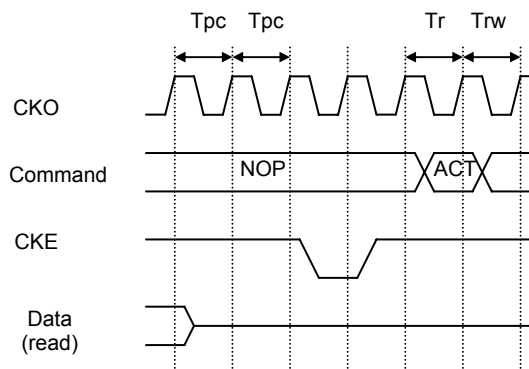 Tpc Tpc Tr Trw
CKO
Command NOP ACT
CKE
Data
(read)